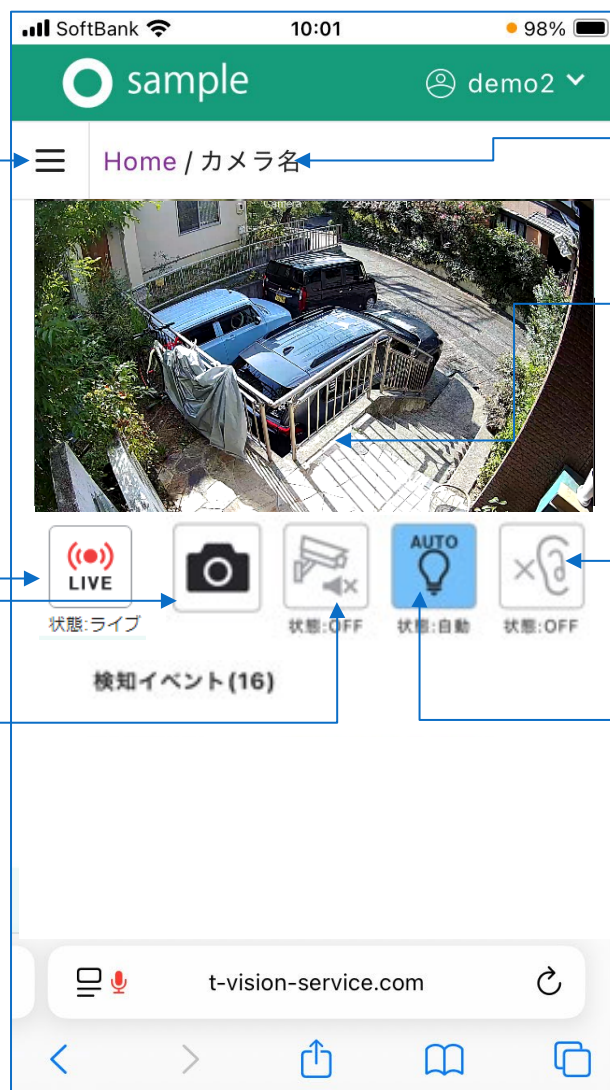 SoftBank 10:01 98%
sample demo2
Home / カメラ名
Camera
AUTO
LIVE
状態:ライブ 状態:OFF 状態:自動 状態:OFF
検知イベント(16)
t-vision-service.com